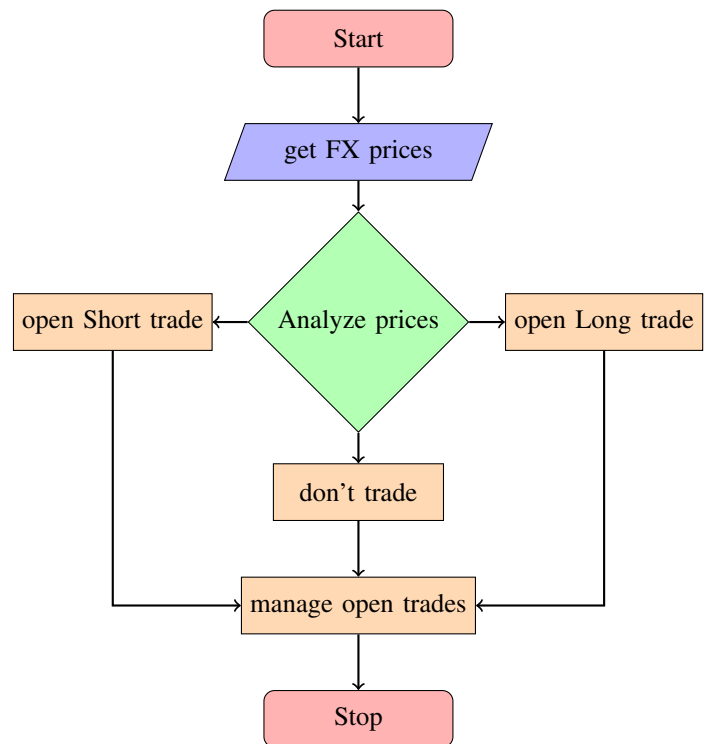 Start
get FX prices
open Short trade
Analyze prices
open Long trade
don't trade
manage open trades
Stop